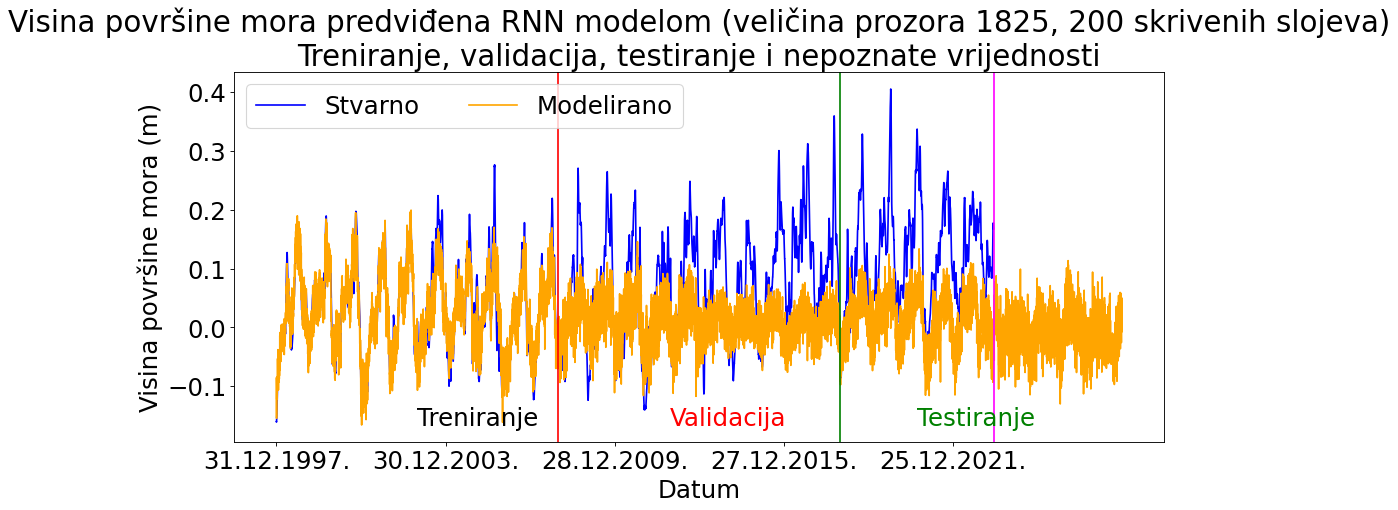 Visina površine mora predviđena RNN modelom (veličina prozora 1825, 200 skrivenih slojeva)
Treniranje, validacija, testiranje i nepoznate vrijednosti
Stvarno
Modelirano
Visina površine mora (m)
0.4
0.3
0.2
0.1
0.0
−0.1
Treniranje
Validacija
Testiranje
31.12.1997.
30.12.2003.
28.12.2009.
27.12.2015.
25.12.2021.
Datum